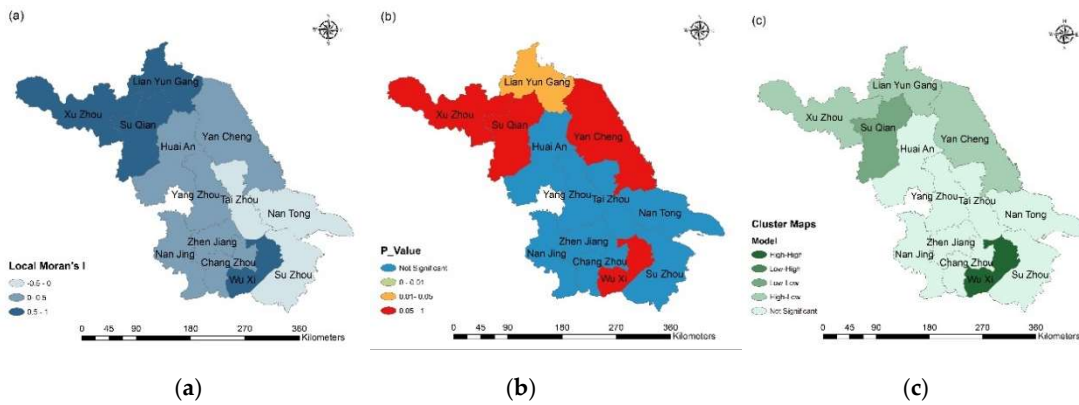 (a)
Lian Yun Gang
Xu Zhou
Su Qian
Yan Cheng
Huai An
Yang Zhou
Tai Zhou
Nan Tong
Zhen Jiang
Nan Jing
Chang Zhou
Wu Xi
Su Zhou
Local Moran's I
-0.5 - 0
0 - 0.5
0.5 - 1
0 45 90 180 270 360
Kilometers
(b)
Lian Yun Gang
Xu Zhou
Su Qian
Yan Cheng
Huai An
Yang Zhou
Tai Zhou
Nan Tong
Zhen Jiang
Nan Jing
Chang Zhou
Wu Xi
Su Zhou
P_Value
Not Significant
0 - 0.01
0.01 - 0.05
0.05 - 1
0 45 90 180 270 360
Kilometers
(c)
Lian Yun Gang
Xu Zhou
Su Qian
Yan Cheng
Huai An
Yang Zhou
Tai Zhou
Nan Tong
Zhen Jiang
Nan Jing
Chang Zhou
Wu Xi
Su Zhou
Cluster Maps
Model
High-High
Low-High
Low-Low
High-Low
Not Significant
0 45 90 180 270 360
Kilometers
(a) (b) (c)